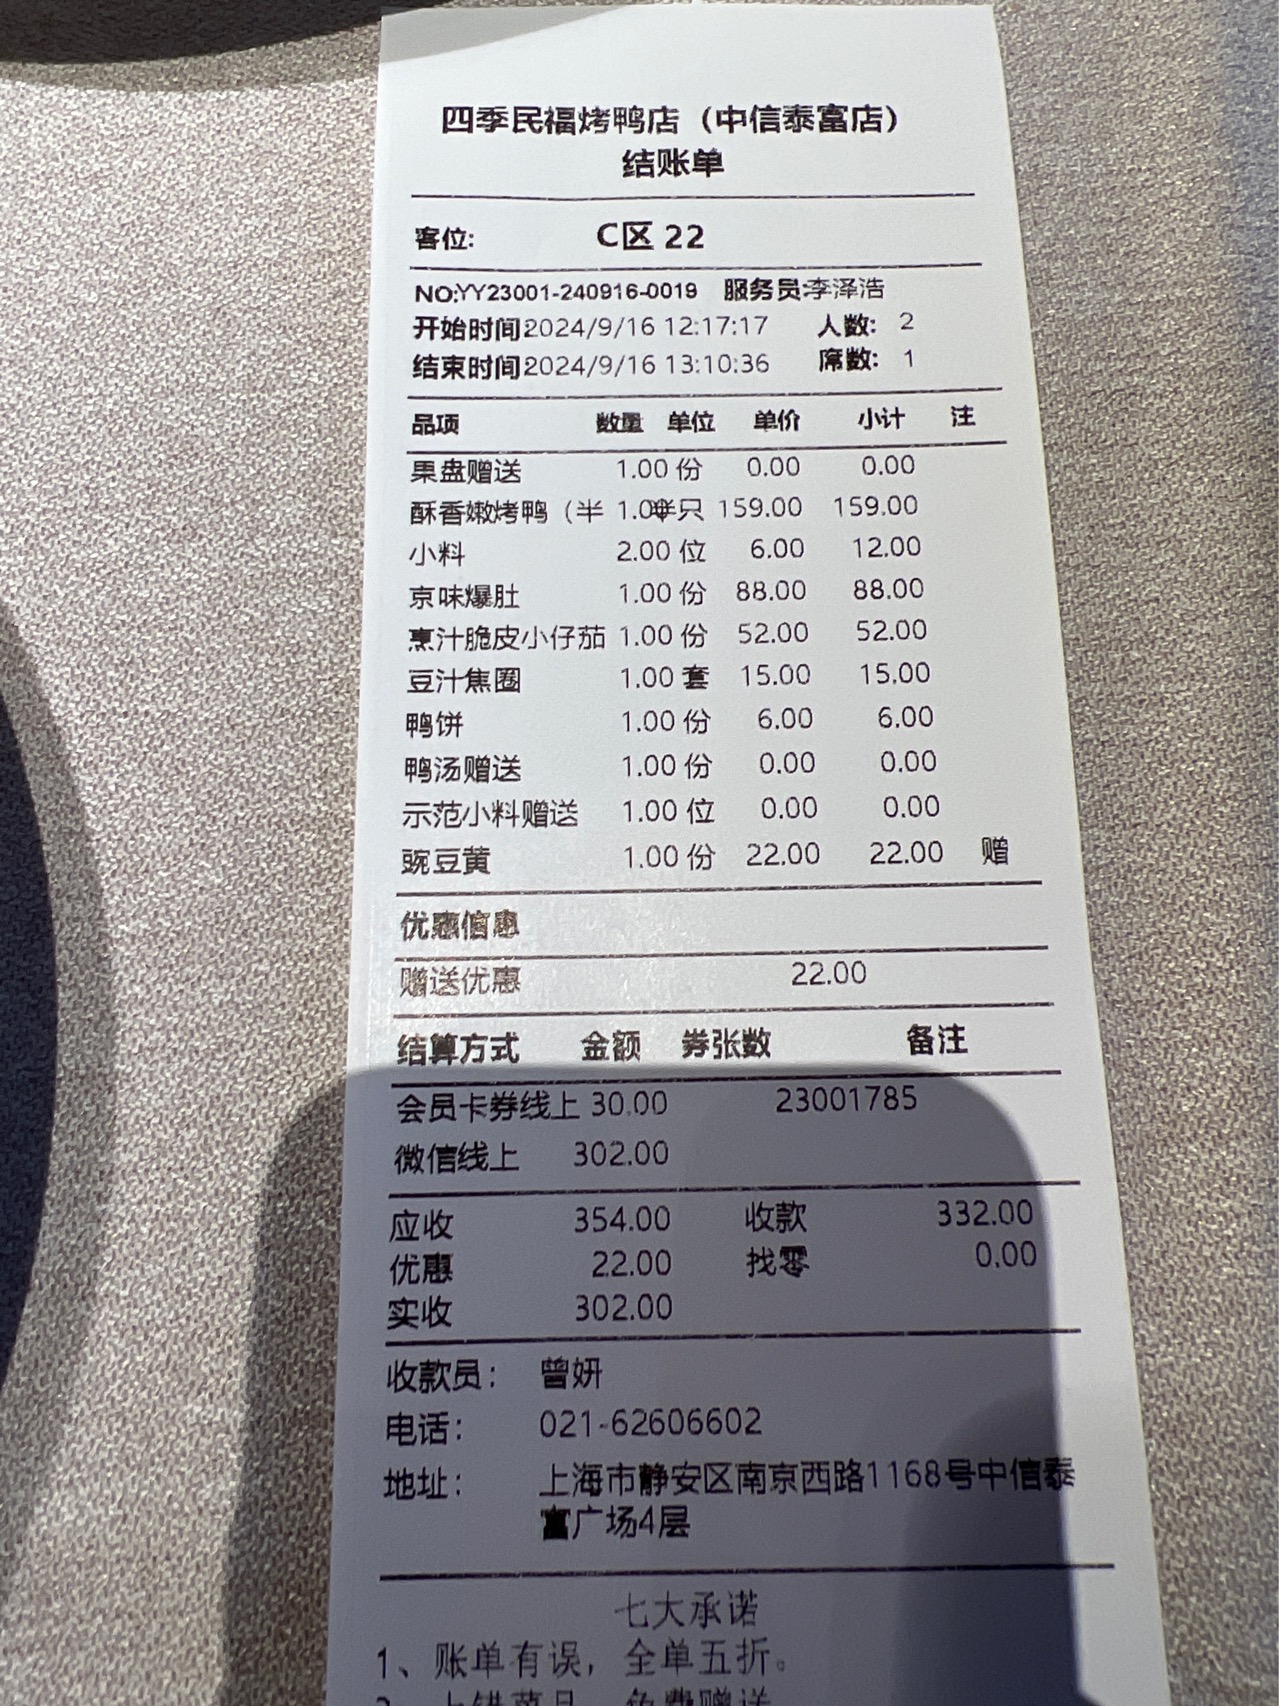 四季民福烤鸭店（中信泰富店）
结账单
客位: C区 22
NO:YY23001-240916-0019 服务员:李泽浩
开始时间2024/9/16 12:17:17 人数: 2
结束时间2024/9/16 13:10:36 席数: 1
品项 数量 单位 单价 小计 注
果盘赠送 1.00 份 0.00 0.00
酥香嫩烤鸭（半 1.00半只 159.00 159.00
小料 2.00 位 6.00 12.00
京味爆肚 1.00 份 88.00 88.00
烹汁脆皮小仔茄 1.00 份 52.00 52.00
豆汁焦圈 1.00 套 15.00 15.00
鸭饼 1.00 份 6.00 6.00
鸭汤赠送 1.00 份 0.00 0.00
示范小料赠送 1.00 位 0.00 0.00
豌豆黄 1.00 份 22.00 22.00 赠
优惠信息
赠送优惠 22.00
结算方式 金额 券张数 备注
会员卡券线上 30.00 23001785
微信线上 302.00
应收 354.00 收款 332.00
优惠 22.00 找零 0.00
实收 302.00
收款员: 曾妍
电话: 021-62606602
地址: 上海市静安区南京西路1168号中信泰
富广场4层
七大承诺
1、账单有误，全单五折。